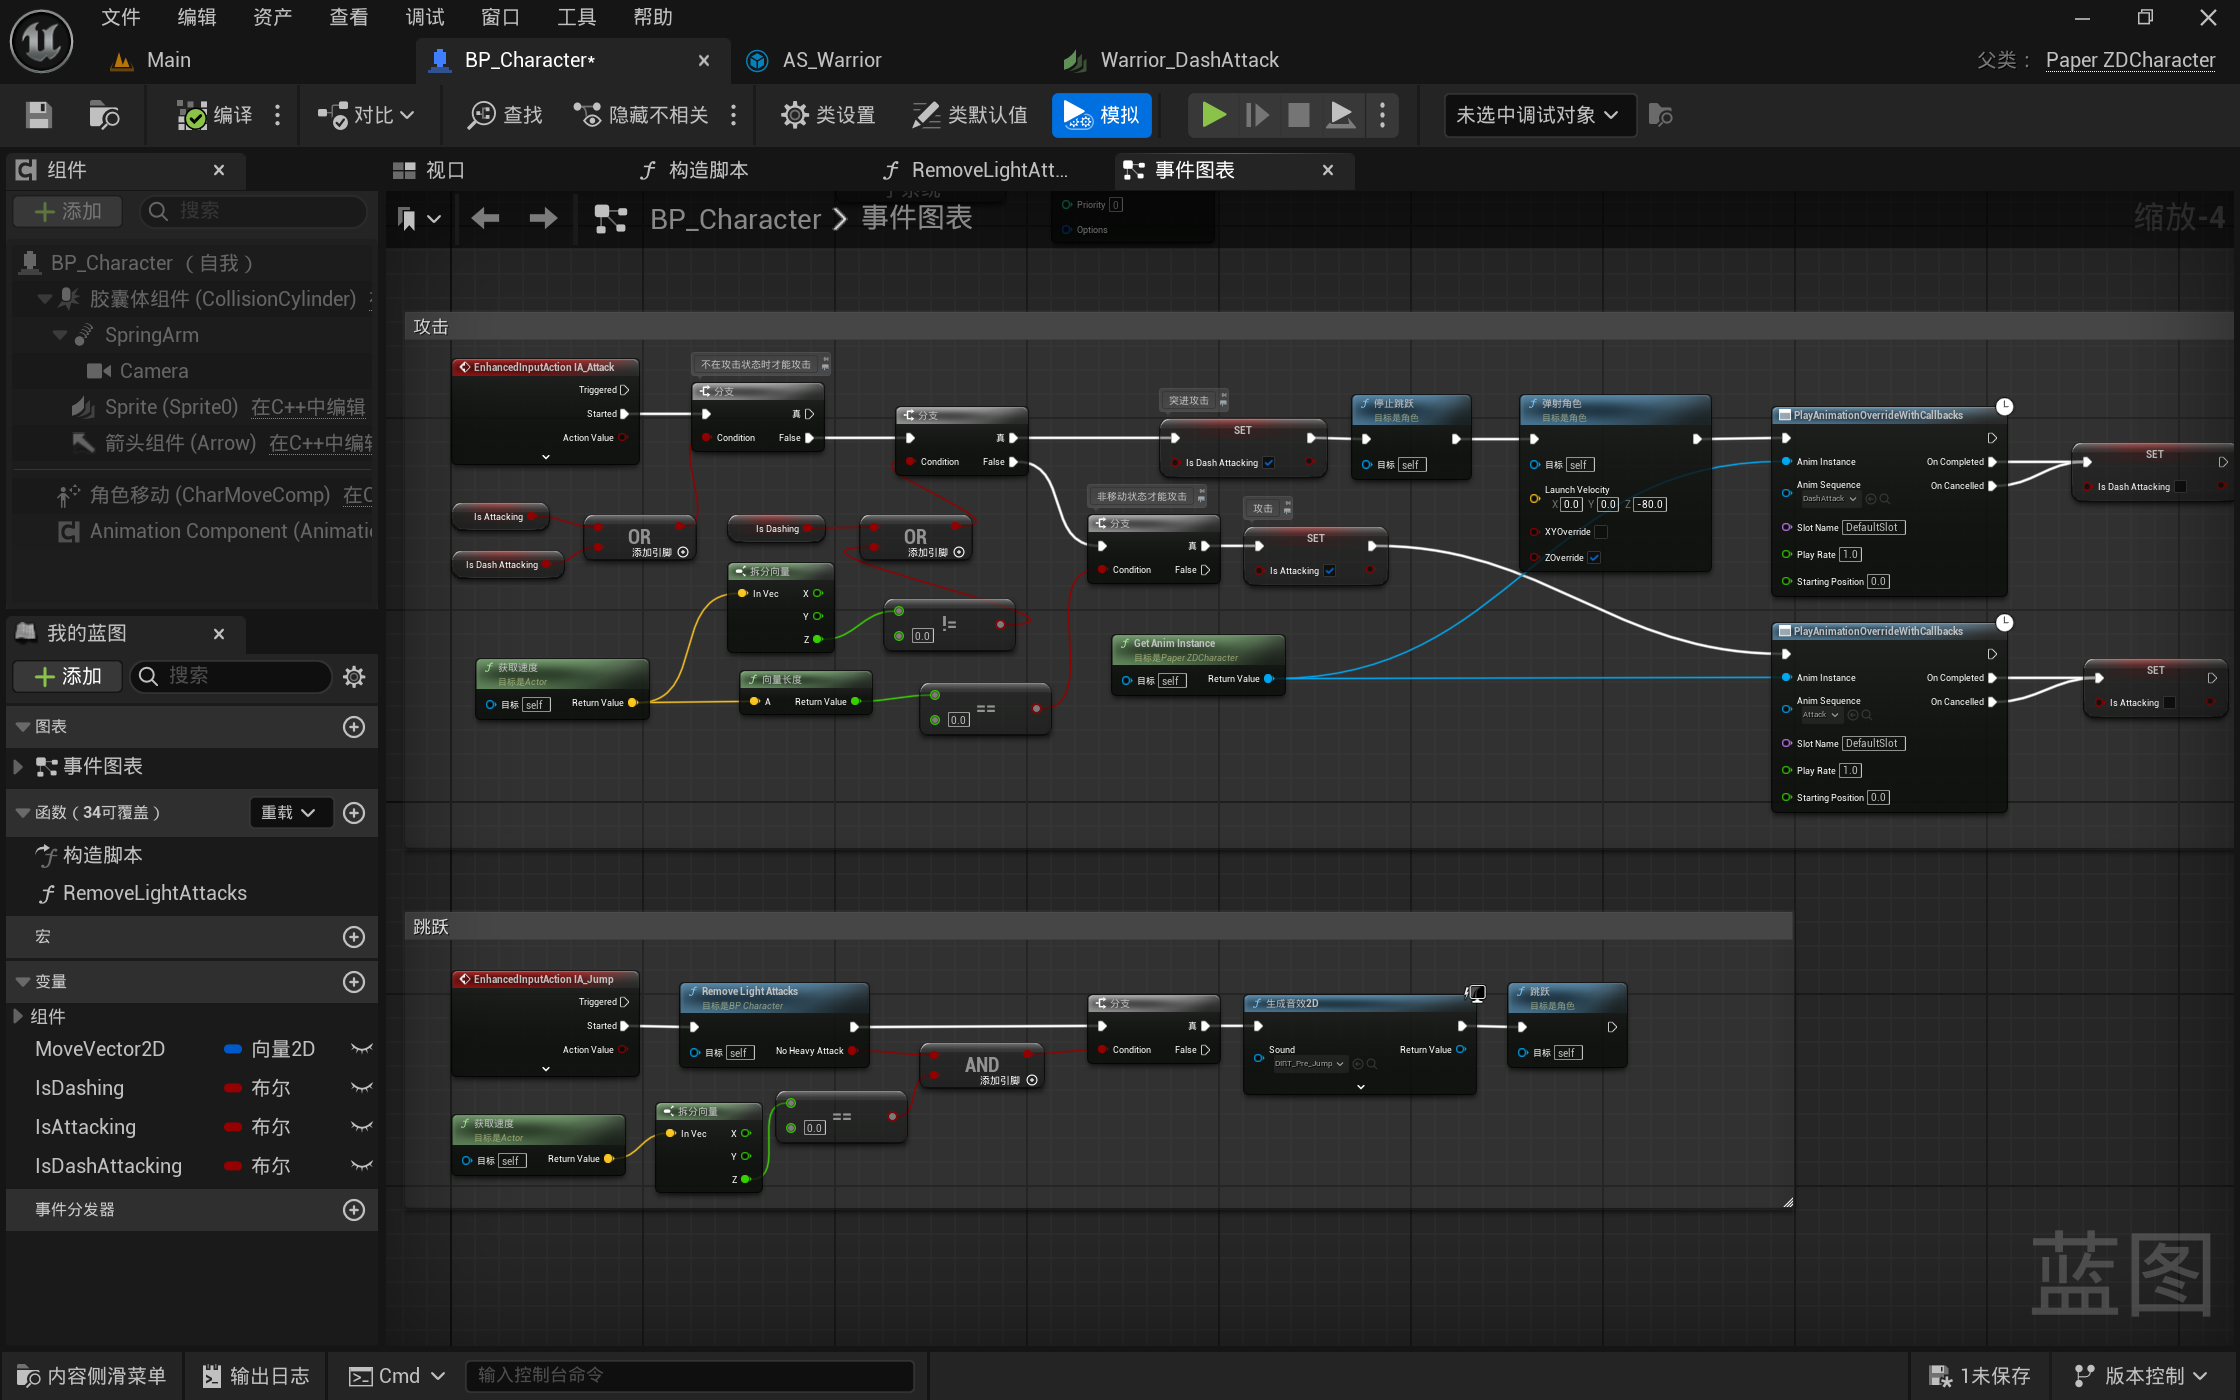 文件 编辑 资产 查看 调试 窗口 工具 帮助
Main
BP_Character*
AS_Warrior
Warrior_DashAttack
父类： Paper ZDCharacter
编译 对比 查找 隐藏不相关 类设置 类默认值 模拟 未选中调试对象
组件
视口 构造脚本 RemoveLightAtt... 事件图表
添加 搜索
BP_Character 事件图表
缩放-4
Priority 0
Options
BP_Character （自我）
胶囊体组件 (CollisionCylinder)
SpringArm
Camera
Sprite (Sprite0) 在C++中编辑
箭头组件 (Arrow) 在C++中编辑
角色移动 (CharMoveComp) 在C
Animation Component (Animati
攻击
EnhancedInputAction IA_Attack
Triggered
Started
Action Value
不在攻击状态时才能攻击
分支
真
Condition False
分支
真
Condition False
突进攻击
SET
Is Dash Attacking
停止跳跃
目标是角色
目标 self
弹射角色
目标是角色
目标 self
Launch Velocity
X 0.0 Y 0.0 Z -80.0
XYOverride
ZOverride
PlayAnimationOverrideWithCallbacks
Anim Instance On Completed
Anim Sequence On Cancelled
DashAttack
Slot Name DefaultSlot
Play Rate 1.0
Starting Position 0.0
SET
Is Dash Attacking
Is Attacking
Is Dash Attacking
OR
添加引脚
Is Dashing
OR
添加引脚
非移动状态才能攻击
分支
真
Condition False
攻击
SET
Is Attacking
拆分向量
In Vec X
Y
Z
0.0 !=
获取速度
目标是Actor
目标 self Return Value
向量长度
A Return Value
0.0 ==
Get Anim Instance
目标是Paper ZDCharacter
目标 self Return Value
PlayAnimationOverrideWithCallbacks
Anim Instance On Completed
Anim Sequence On Cancelled
Attack
Slot Name DefaultSlot
Play Rate 1.0
Starting Position 0.0
SET
Is Attacking
我的蓝图
添加 搜索
图表
事件图表
函数（34可覆盖） 重载
构造脚本
RemoveLightAttacks
宏
变量
组件
MoveVector2D 向量2D
IsDashing 布尔
IsAttacking 布尔
IsDashAttacking 布尔
事件分发器
跳跃
EnhancedInputAction IA_Jump
Triggered
Started
Action Value
Remove Light Attacks
目标是BP Character
目标 self No Heavy Attack
AND
添加引脚
分支
真
Condition False
生成音效2D
Sound Return Value
DIRT_Pre_Jump
跳跃
目标是角色
目标 self
获取速度
目标是Actor
目标 self Return Value
拆分向量
In Vec X
Y
Z
0.0 ==
蓝图
内容侧滑菜单 输出日志 Cmd 输入控制台命令 1未保存 版本控制